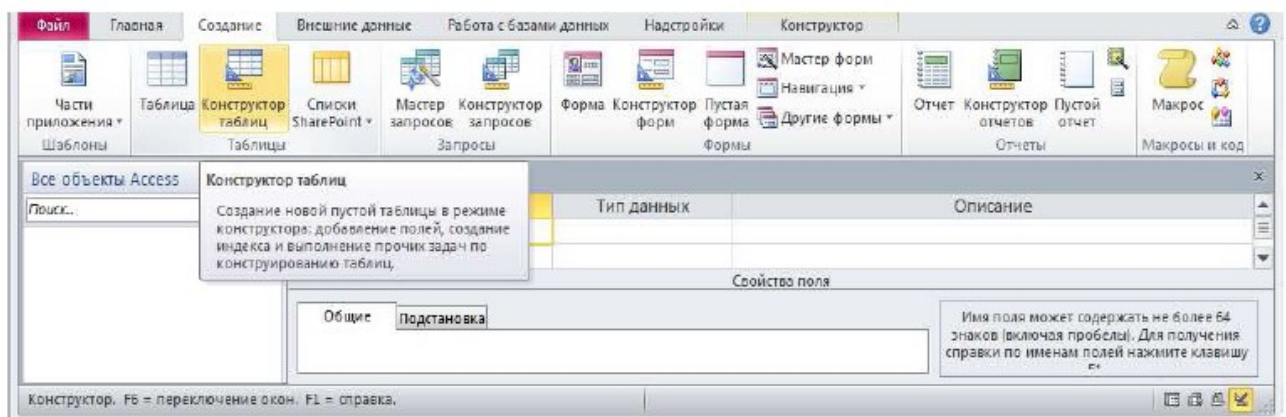 Файл Главная Создание Внешние данные Работа с базами данных Надстройки Конструктор
Части приложения
Таблица
Конструктор таблиц
Списки SharePoint
Мастер запросов
Конструктор запросов
Форма
Конструктор форм
Пустая форма
Мастер форм
Навигация
Другие формы
Отчет
Конструктор отчетов
Пустой отчет
Макрос
Шаблоны Таблицы Запросы Формы Отчеты Макросы и код
Все объекты Access
Поиск...
Конструктор таблиц
Создание новой пустой таблицы в режиме
конструктора: добавление полей, создание
индекса и выполнение прочих задач по
конструированию таблиц.
Тип данных Описание
Свойства поля
Общие Подстановка
Имя поля может содержать не более 64
знаков (включая пробелы). Для получения
справки по именам полей нажмите клавишу
Конструктор. F6 = переключение окон. F1 = справка.